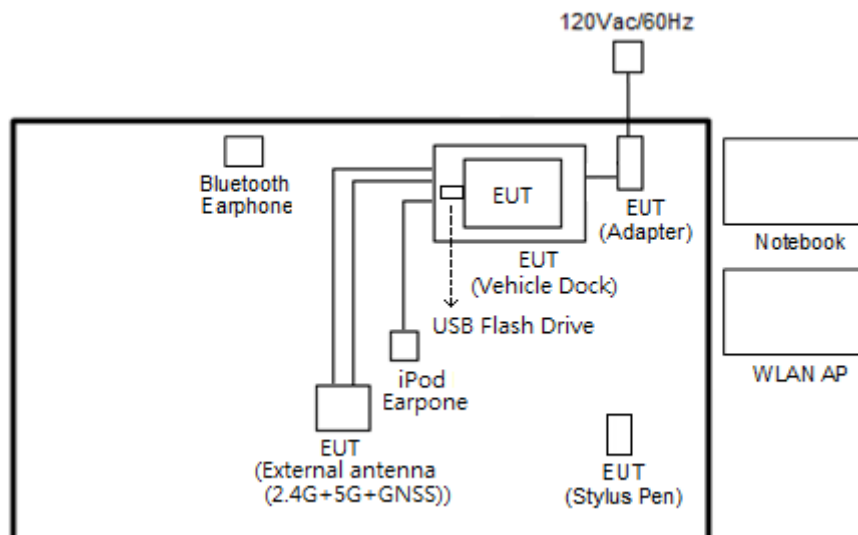 120Vac/60Hz
Bluetooth
Earphone
EUT
EUT
(Adapter)
Notebook
EUT
(Vehicle Dock)
USB Flash Drive
WLAN AP
iPod
Earpone
EUT
(External antenna
(2.4G+5G+GNSS))
EUT
(Stylus Pen)